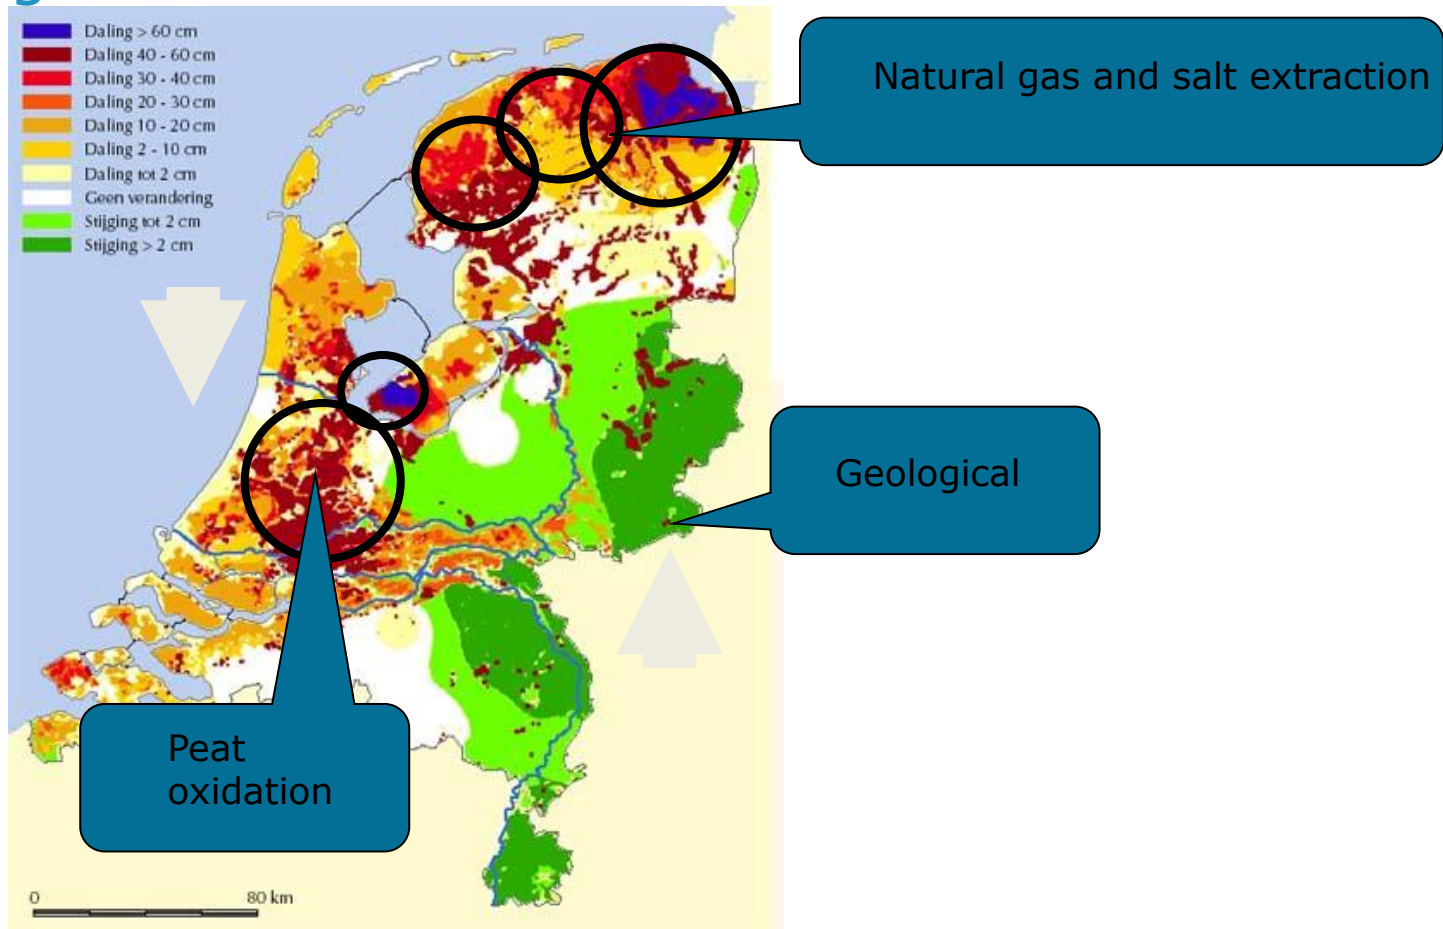 Daling > 60 cm
Daling 40 - 60 cm
Daling 30 - 40 cm
Daling 20 - 30 cm
Daling 10 - 20 cm
Daling 2 - 10 cm
Daling tot 2 cm
Geen verandering
Stijging tot 2 cm
Stijging > 2 cm
Natural gas and salt extraction
Geological
Peat
oxidation
0 80 km